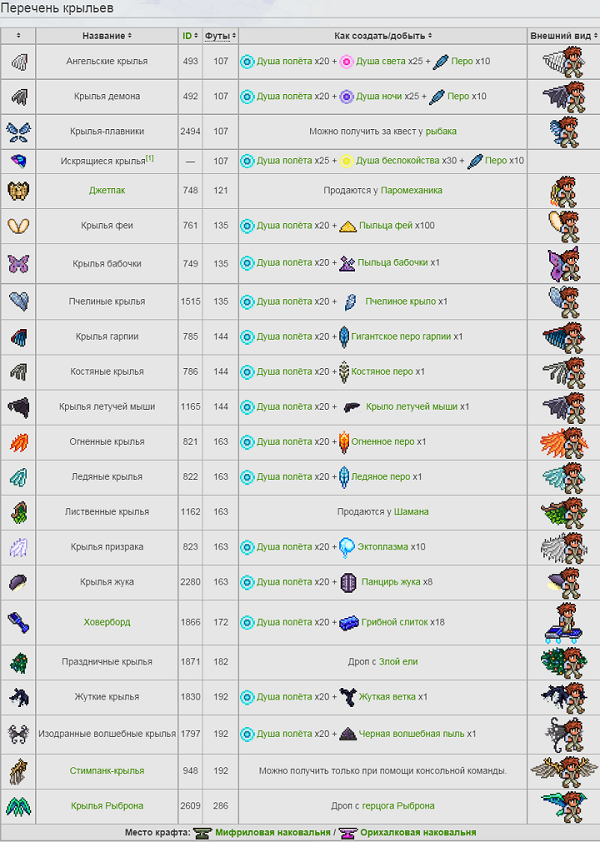 Перечень крыльев
Название ID Футы Как создать/добыть Внешний вид
Ангельские крылья 493 107 Душа полёта x20 + Душа света x25 + Перо x10
Крылья демона 492 107 Душа полёта x20 + Душа ночи x25 + Перо x10
Крылья-плавники 2494 107 Можно получить за квест у рыбака
Искрящиеся крылья[1] — 107 Душа полёта x25 + Душа беспокойства x30 + Перо x10
Джетпак 748 121 Продаются у Паромеханика
Крылья феи 761 135 Душа полёта x20 + Пыльца фей x100
Крылья бабочки 749 135 Душа полёта x20 + Пыльца бабочки x1
Пчелиные крылья 1515 135 Душа полёта x20 + Пчелиное крыло x1
Крылья гарпии 785 144 Душа полёта x20 + Гигантское перо гарпии x1
Костяные крылья 786 144 Душа полёта x20 + Костяное перо x1
Крылья летучей мыши 1165 144 Душа полёта x20 + Крыло летучей мыши x1
Огненные крылья 821 163 Душа полёта x20 + Огненное перо x1
Ледяные крылья 822 163 Душа полёта x20 + Ледяное перо x1
Лиственные крылья 1162 163 Продаются у Шамана
Крылья призрака 823 163 Душа полёта x20 + Эктоплазма x10
Крылья жука 2280 163 Душа полёта x20 + Панцирь жука x8
Ховерборд 1866 172 Душа полёта x20 + Грибной слиток x18
Праздничные крылья 1871 182 Дроп с Злой ели
Жуткие крылья 1830 192 Душа полёта x20 + Жуткая ветка x1
Изодранные волшебные крылья 1797 192 Душа полёта x20 + Черная волшебная пыль x1
Стимпанк-крылья 948 192 Можно получить только при помощи консольной команды.
Крылья Рыброна 2609 286 Дроп с герцога Рыброна
Место крафта: Мифриловая наковальня / Орихалковая наковальня